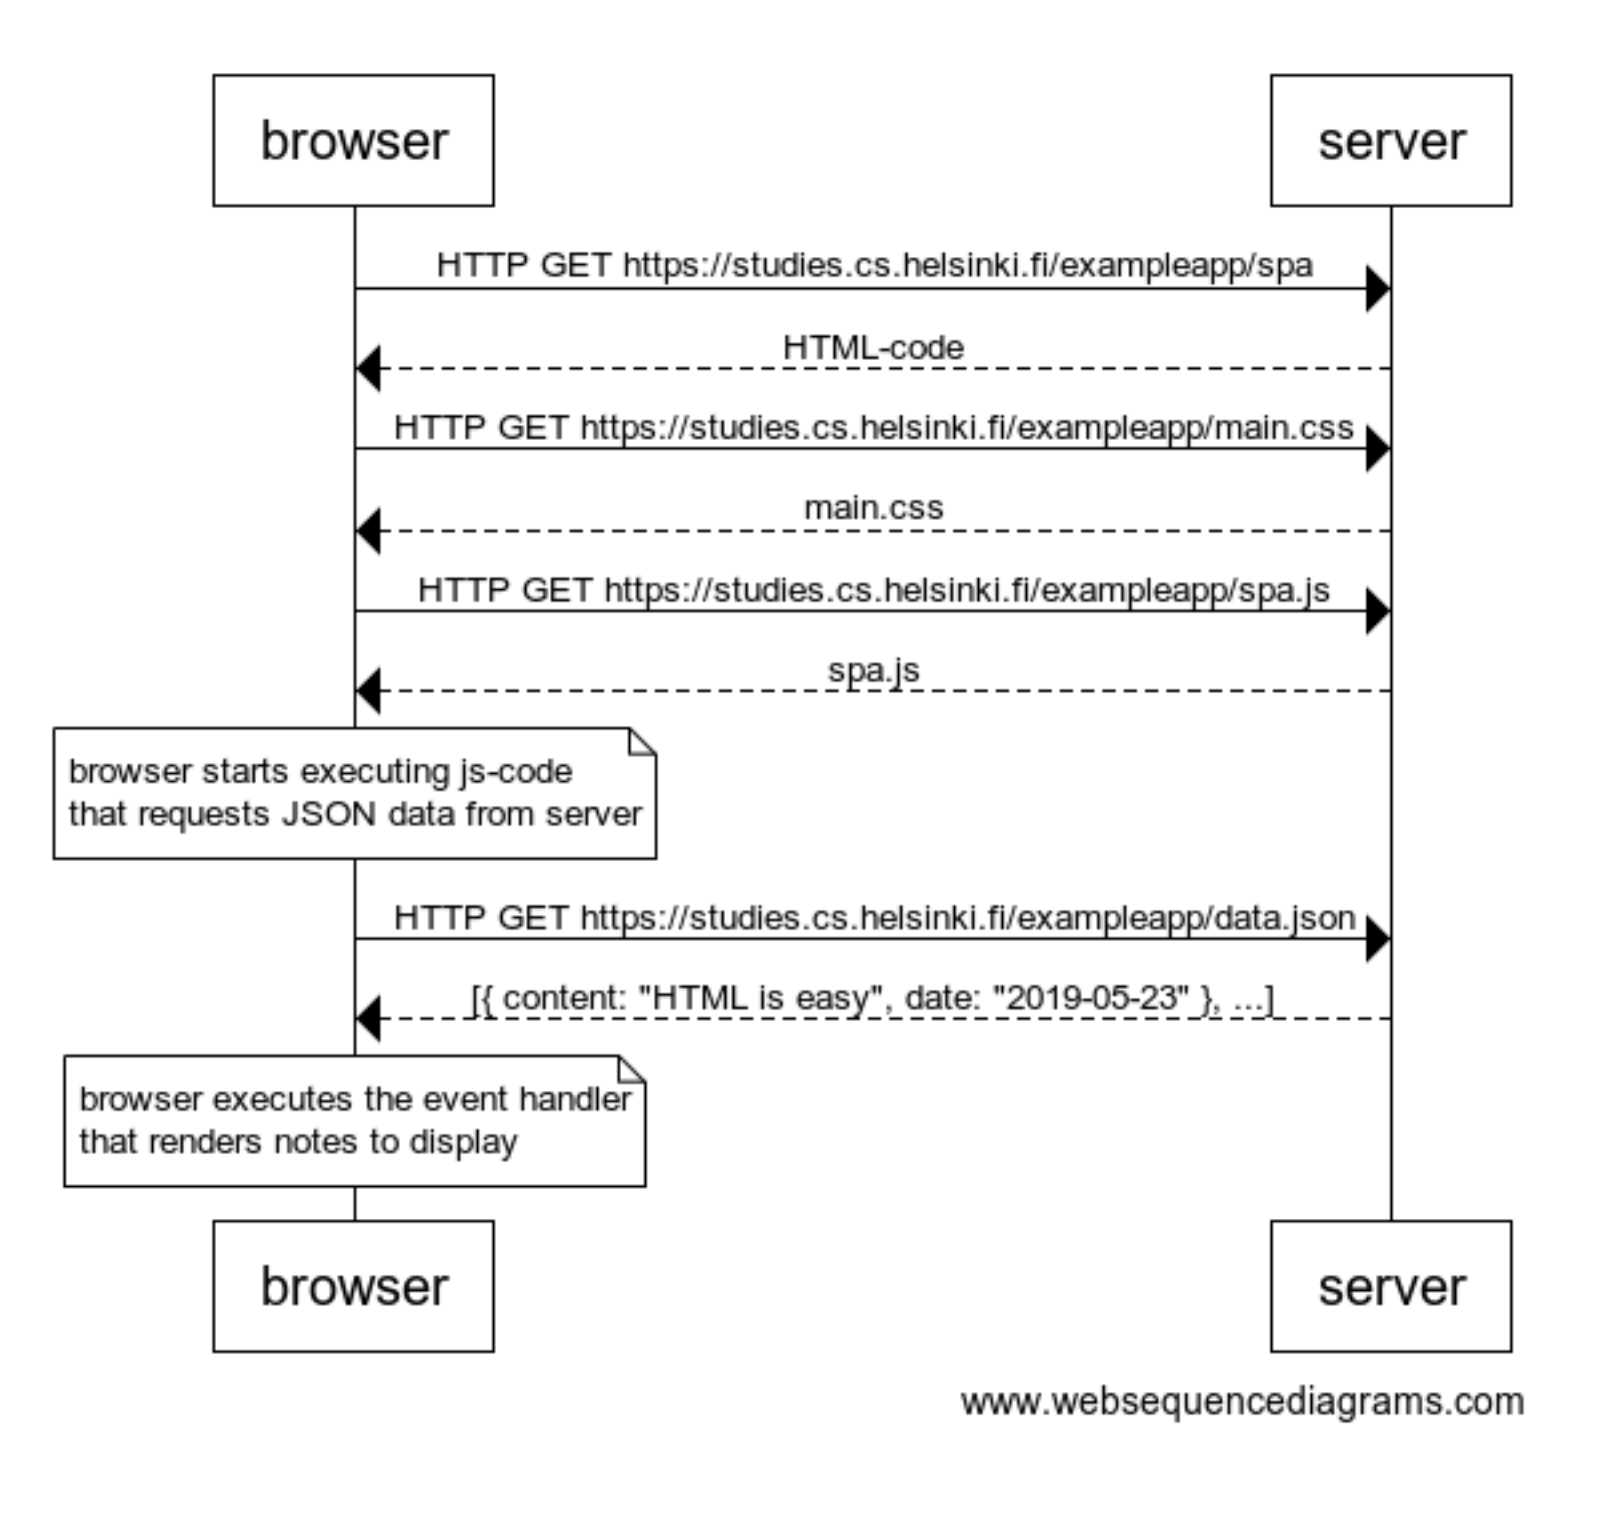 browser
server
HTTP GET https://studies.cs.helsinki.fi/exampleapp/spa
HTML-code
HTTP GET https://studies.cs.helsinki.fi/exampleapp/main.css
main.css
HTTP GET https://studies.cs.helsinki.fi/exampleapp/spa.js
spa.js
browser starts executing js-code
that requests JSON data from server
HTTP GET https://studies.cs.helsinki.fi/exampleapp/data.json
[{ content: "HTML is easy", date: "2019-05-23" }, ...]
browser executes the event handler
that renders notes to display
browser
server
www.websequencediagrams.com